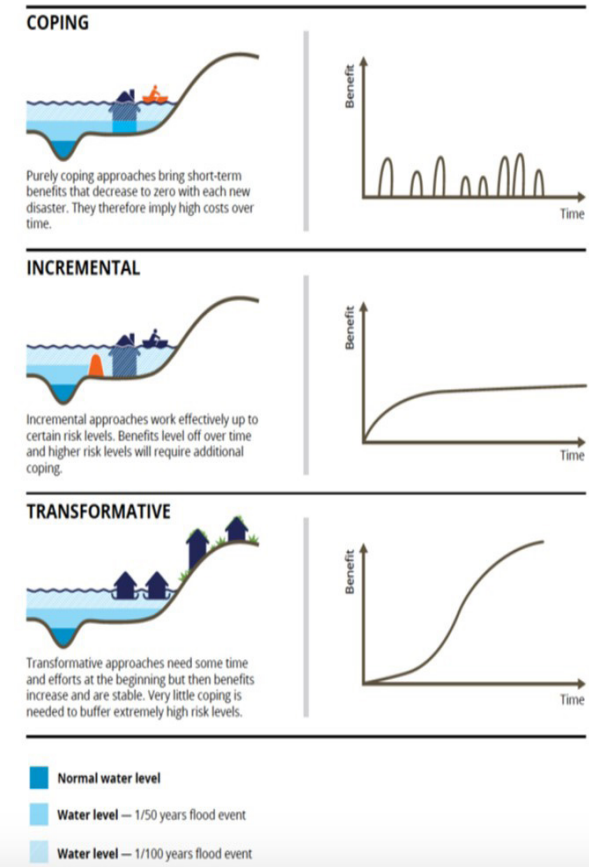 COPING
Purely coping approaches bring short-term
benefits that decrease to zero with each new
disaster. They therefore imply high costs over
time.
Benefit
Time
INCREMENTAL
Incremental approaches work effectively up to
certain risk levels. Benefits level off over time
and higher risk levels will require additional
coping.
Benefit
Time
TRANSFORMATIVE
Transformative approaches need some time
and efforts at the beginning but then benefits
increase and are stable. Very little coping is
needed to buffer extremely high risk levels.
Benefit
Time
Normal water level
Water level — 1/50 years flood event
Water level — 1/100 years flood event